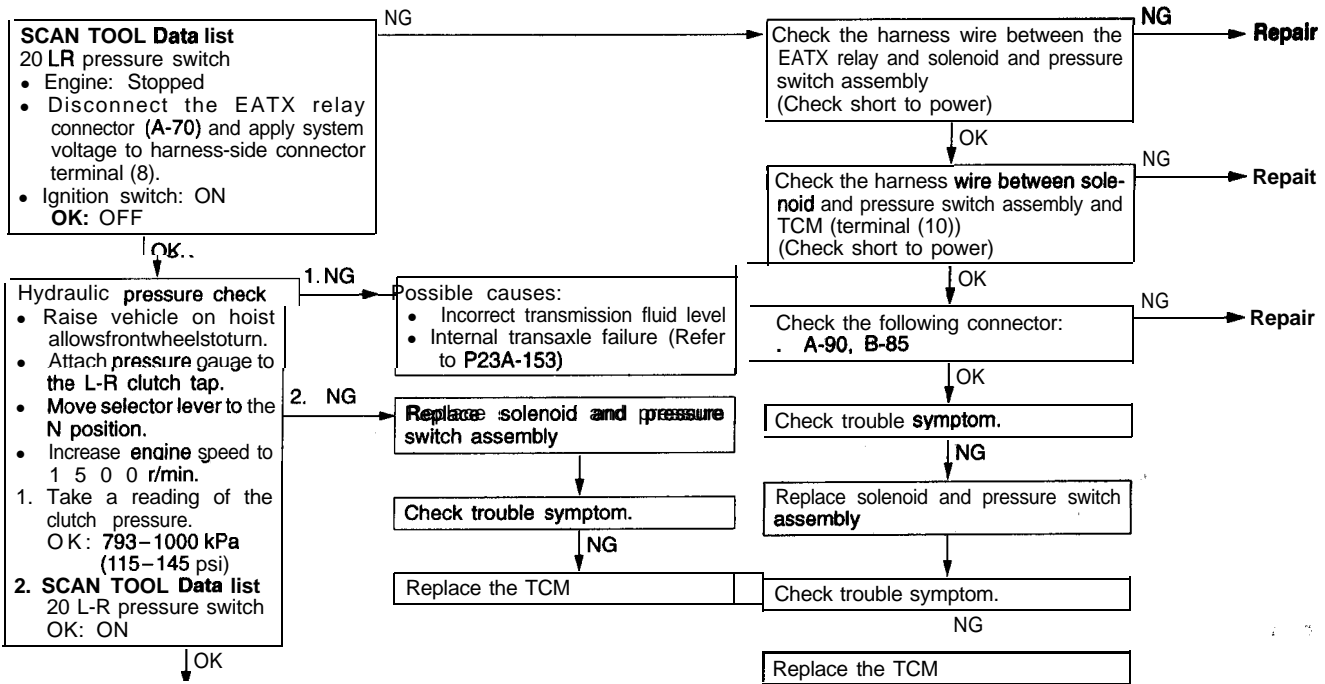 NG
SCAN TOOL Data list
20 LR pressure switch
• Engine: Stopped
• Disconnect the EATX relay
connector (A-70) and apply system
voltage to harness-side connector
terminal (8).
• Ignition switch: ON
OK: OFF
OK..
Hydraulic pressure check
• Raise vehicle on hoist
allowsfrontwheelstoturn.
• Attach pressure gauge to
the L-R clutch tap.
• Move selector lever to the
N position.
• Increase engine speed to
1 5 0 0 r/min.
1. Take a reading of the
clutch pressure.
OK: 793–1000 kPa
(115–145 psi)
2. SCAN TOOL Data list
20 L-R pressure switch
OK: ON
OK
1. NG
Possible causes:
• Incorrect transmission fluid level
• Internal transaxle failure (Refer
to P23A-153)
2. NG
Replace solenoid and pressure
switch assembly
Check trouble symptom.
NG
Replace the TCM
Check the harness wire between the
EATX relay and solenoid and pressure
switch assembly
(Check short to power)
NG
Repair
OK
Check the harness wire between sole-
noid and pressure switch assembly and
TCM (terminal (10))
(Check short to power)
NG
Repait
OK
Check the following connector:
. A-90, B-85
NG
Repair
OK
Check trouble symptom.
NG
Replace solenoid and pressure switch
assembly
Check trouble symptom.
NG
Replace the TCM